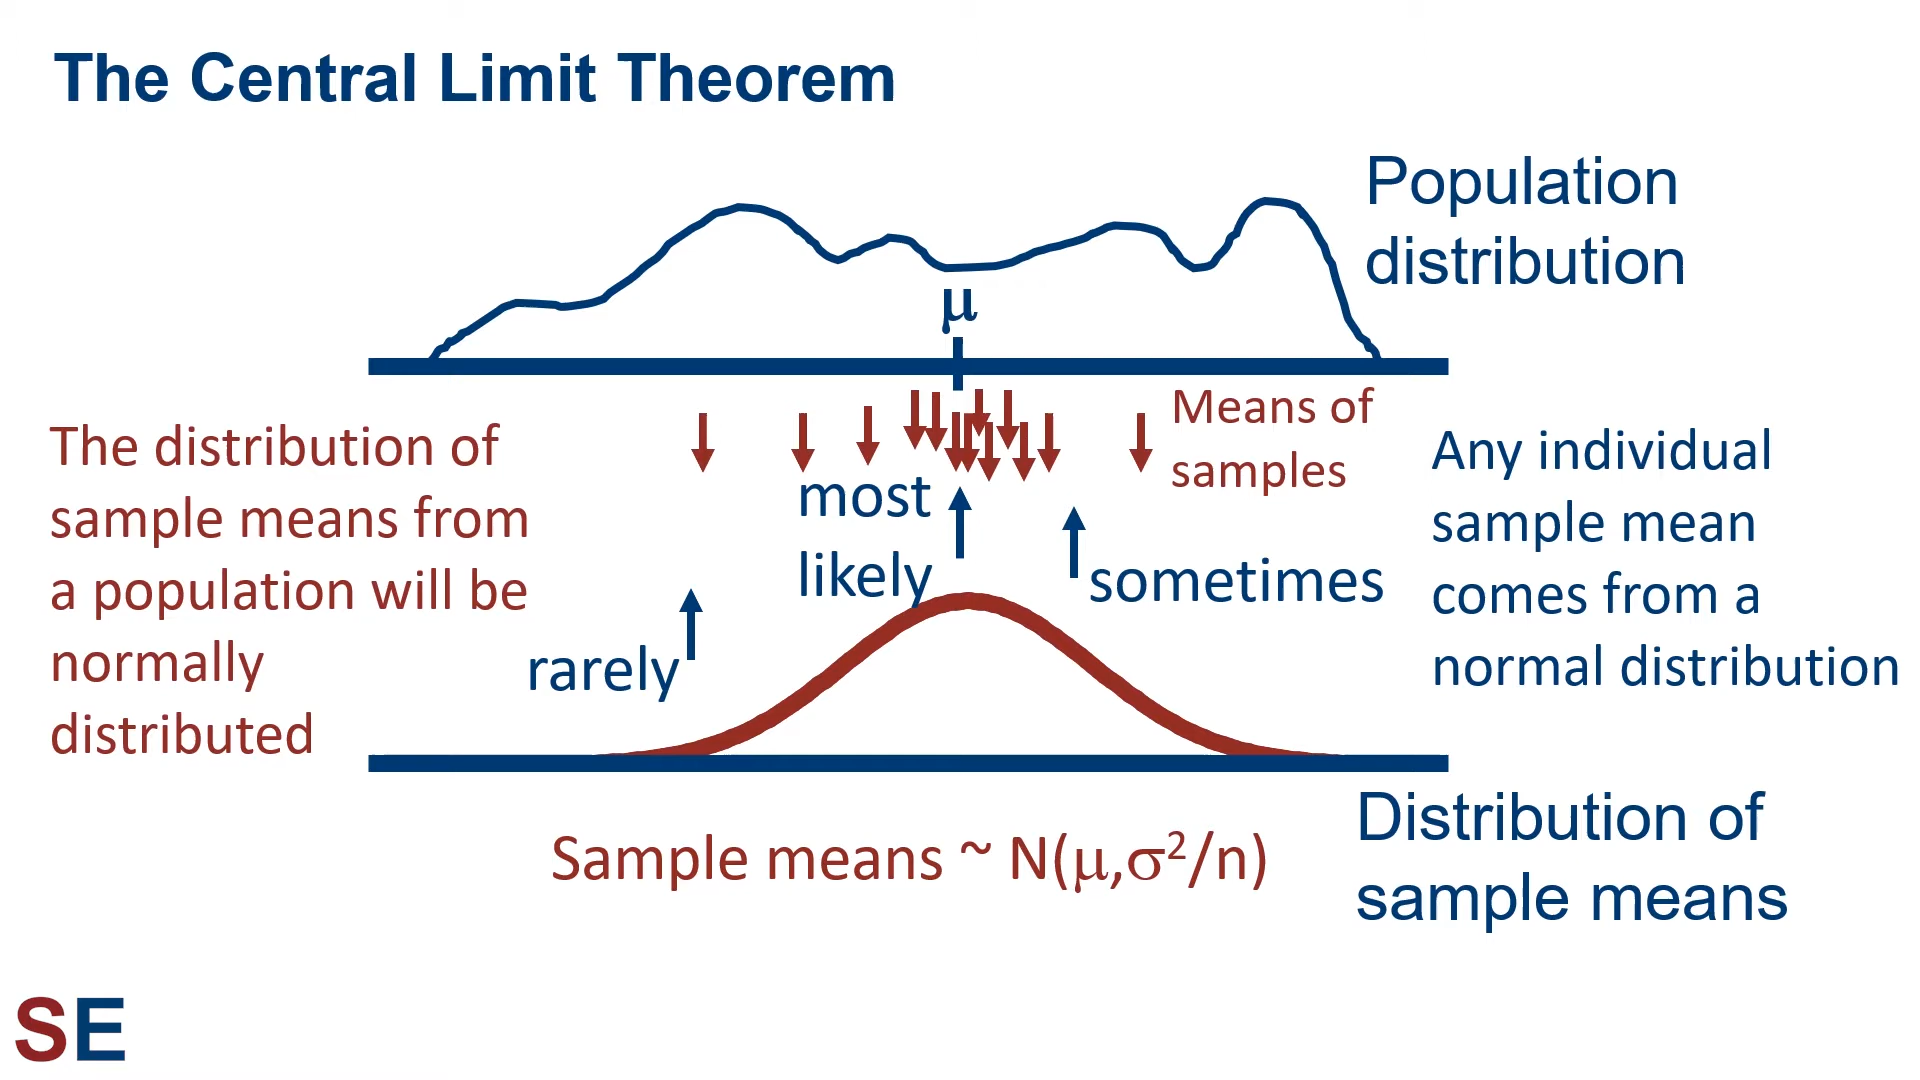 The Central Limit Theorem
Population
distribution
μ
Means of
samples
The distribution of
sample means from
a population will be
normally
distributed
most
likely
sometimes
rarely
Any individual
sample mean
comes from a
normal distribution
Sample means ~ N(μ,σ²/n)
Distribution of
sample means
SE